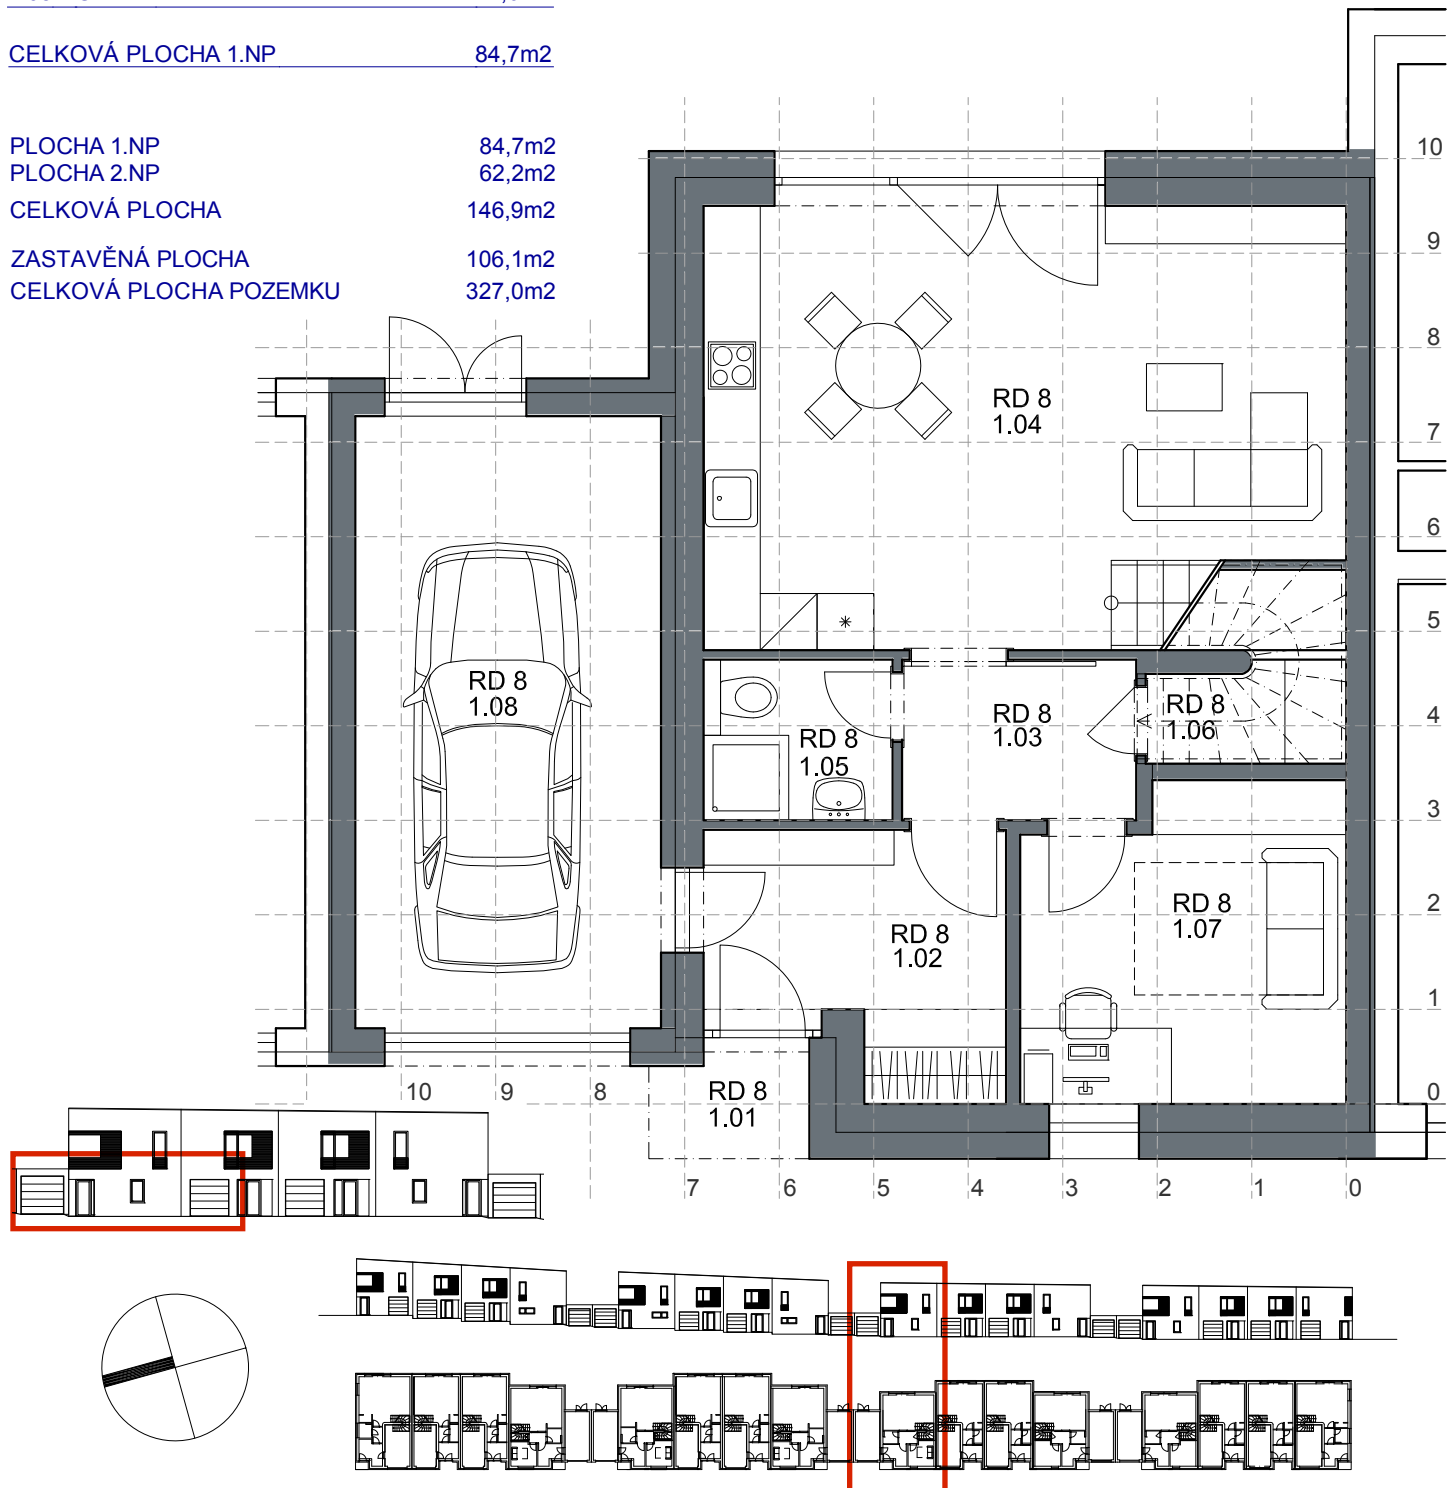 CELKOVÁ PLOCHA 1.NP 84,7m2
PLOCHA 1.NP 84,7m2
PLOCHA 2.NP 62,2m2
CELKOVÁ PLOCHA 146,9m2
ZASTAVĚNÁ PLOCHA 106,1m2
CELKOVÁ PLOCHA POZEMKU 327,0m2
10
9
8
7
6
5
4
3
2
1
0
RD 8
1.04
RD 8
1.08
RD 8
1.03
RD 8
1.06
RD 8
1.05
RD 8
1.07
RD 8
1.02
RD 8
1.01
10 9 8
7 6 5 4 3 2 1 0